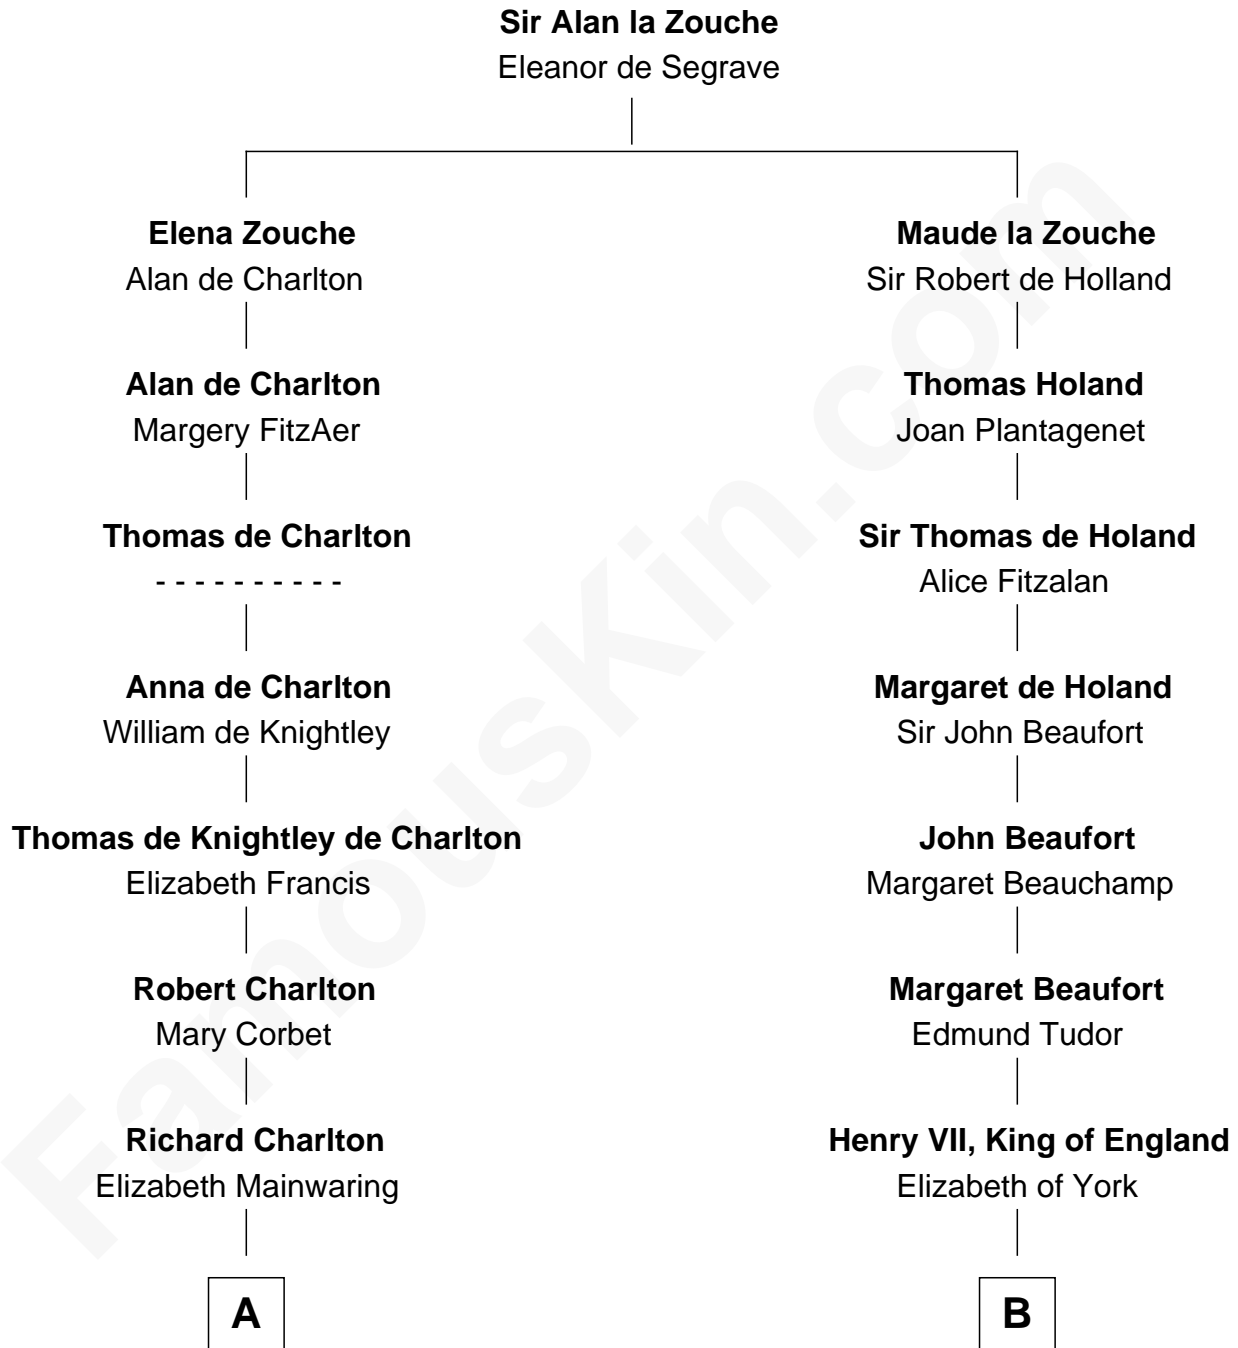 Sir Alan la Zouche
Eleanor de Segrave
Elena Zouche
Alan de Charlton
Maude la Zouche
Sir Robert de Holland
Alan de Charlton
Margery FitzAer
Thomas Holand
Joan Plantagenet
Thomas de Charlton
- - - - - - - - - -
Sir Thomas de Holand
Alice Fitzalan
Anna de Charlton
William de Knightley
Margaret de Holand
Sir John Beaufort
Thomas de Knightley de Charlton
Elizabeth Francis
John Beaufort
Margaret Beauchamp
Robert Charlton
Mary Corbet
Margaret Beaufort
Edmund Tudor
Richard Charlton
Elizabeth Mainwaring
Henry VII, King of England
Elizabeth of York
A
B
FamousKin.com